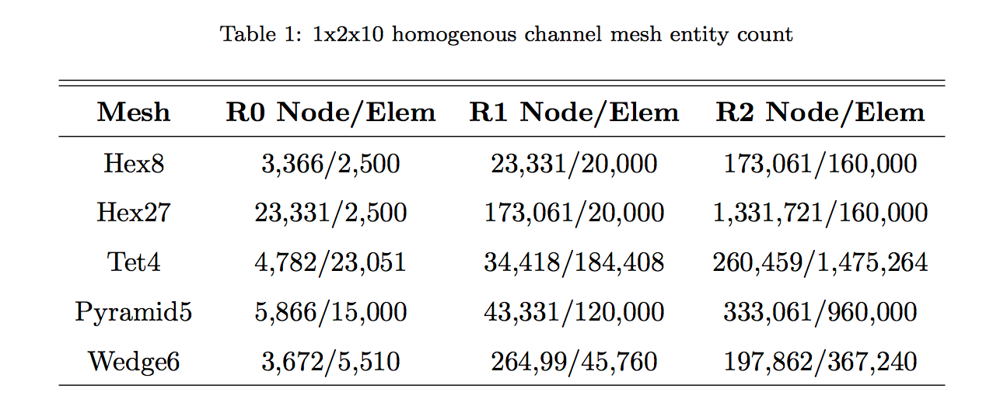 Table 1: 1x2x10 homogenous channel mesh entity count
Mesh R0 Node/Elem R1 Node/Elem R2 Node/Elem
Hex8 3,366/2,500 23,331/20,000 173,061/160,000
Hex27 23,331/2,500 173,061/20,000 1,331,721/160,000
Tet4 4,782/23,051 34,418/184,408 260,459/1,475,264
Pyramid5 5,866/15,000 43,331/120,000 333,061/960,000
Wedge6 3,672/5,510 264,99/45,760 197,862/367,240